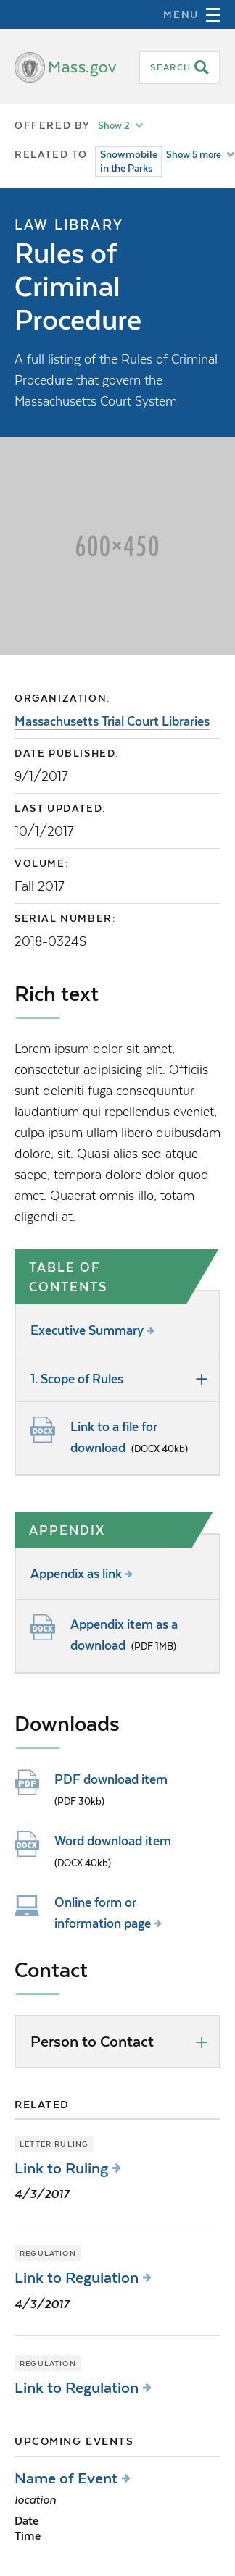 MENU
Mass.gov
SEARCH
OFFERED BY Show 2
RELATED TO Snowmobile in the Parks Show 5 more
LAW LIBRARY
Rules of
Criminal
Procedure
A full listing of the Rules of Criminal
Procedure that govern the
Massachusetts Court System
600×450
ORGANIZATION:
Massachusetts Trial Court Libraries
DATE PUBLISHED:
9/1/2017
LAST UPDATED:
10/1/2017
VOLUME:
Fall 2017
SERIAL NUMBER:
2018-0324S
Rich text
Lorem ipsum dolor sit amet,
consectetur adipisicing elit. Officiis
sunt deleniti fuga consequuntur
laudantium qui repellendus eveniet,
culpa ipsum ullam libero quibusdam
dolore, sit. Quasi alias sed atque
saepe, tempora dolore dolor quod
amet. Quaerat omnis illo, totam
eligendi at.
TABLE OF
CONTENTS
Executive Summary
1. Scope of Rules
DOCX
Link to a file for
download (DOCX 40kb)
APPENDIX
Appendix as link
DOCX
Appendix item as a
download (PDF 1MB)
Downloads
PDF
PDF download item
(PDF 30kb)
DOCX
Word download item
(DOCX 40kb)
Online form or
information page
Contact
Person to Contact
RELATED
LETTER RULING
Link to Ruling
4/3/2017
REGULATION
Link to Regulation
4/3/2017
REGULATION
Link to Regulation
UPCOMING EVENTS
Name of Event
location
Date
Time